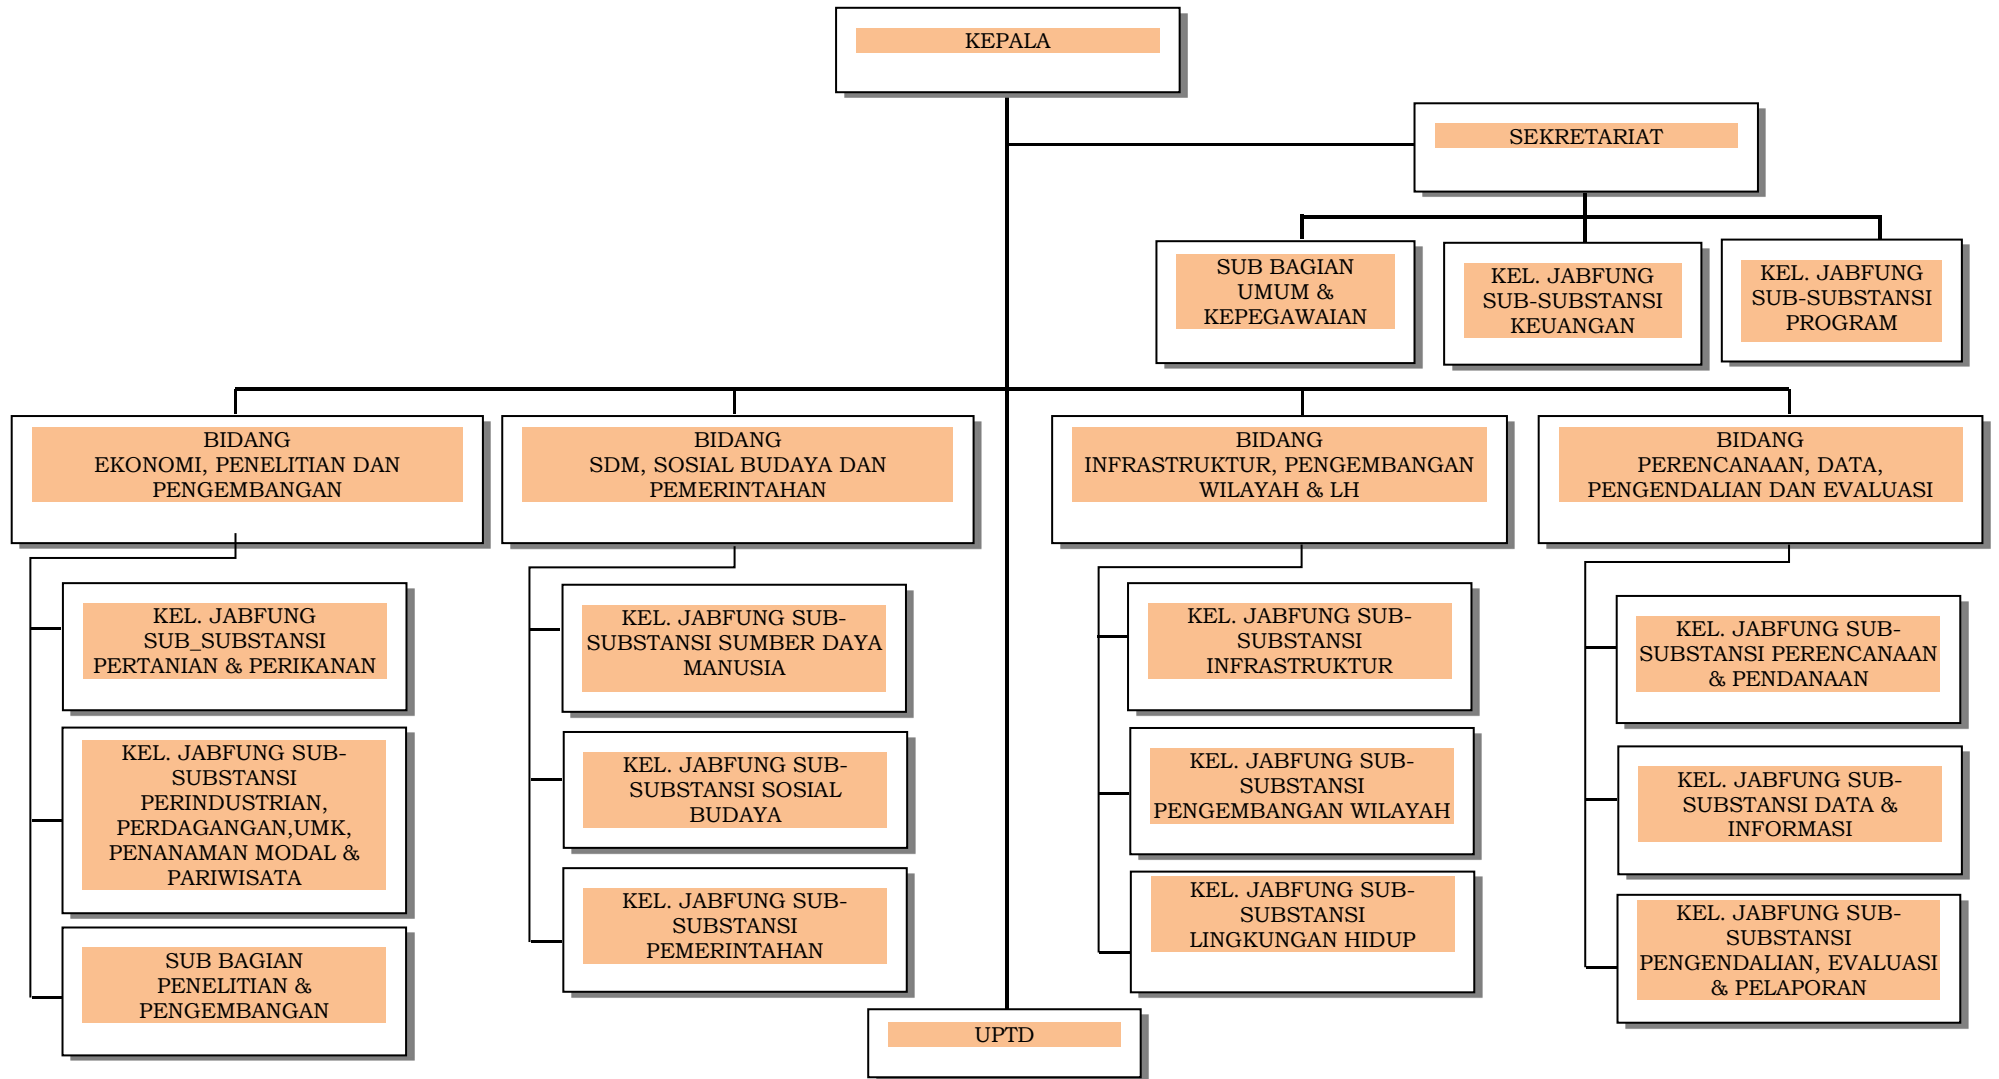 KEPALA
SEKRETARIAT
SUB BAGIAN
UMUM &
KEPEGAWAIAN
KEL. JABFUNG
SUB-SUBSTANSI
KEUANGAN
KEL. JABFUNG
SUB-SUBSTANSI
PROGRAM
BIDANG
EKONOMI, PENELITIAN DAN
PENGEMBANGAN
BIDANG
SDM, SOSIAL BUDAYA DAN
PEMERINTAHAN
BIDANG
INFRASTRUKTUR, PENGEMBANGAN
WILAYAH & LH
BIDANG
PERENCANAAN, DATA,
PENGENDALIAN DAN EVALUASI
KEL. JABFUNG
SUB_SUBSTANSI
PERTANIAN & PERIKANAN
KEL. JABFUNG SUB-
SUBSTANSI
PERINDUSTRIAN,
PERDAGANGAN,UMK,
PENANAMAN MODAL &
PARIWISATA
SUB BAGIAN
PENELITIAN &
PENGEMBANGAN
KEL. JABFUNG SUB-
SUBSTANSI SUMBER DAYA
MANUSIA
KEL. JABFUNG SUB-
SUBSTANSI SOSIAL
BUDAYA
KEL. JABFUNG SUB-
SUBSTANSI
PEMERINTAHAN
KEL. JABFUNG SUB-
SUBSTANSI
INFRASTRUKTUR
KEL. JABFUNG SUB-
SUBSTANSI
PENGEMBANGAN WILAYAH
KEL. JABFUNG SUB-
SUBSTANSI
LINGKUNGAN HIDUP
KEL. JABFUNG SUB-
SUBSTANSI PERENCANAAN
& PENDANAAN
KEL. JABFUNG SUB-
SUBSTANSI DATA &
INFORMASI
KEL. JABFUNG SUB-
SUBSTANSI
PENGENDALIAN, EVALUASI
& PELAPORAN
UPTD